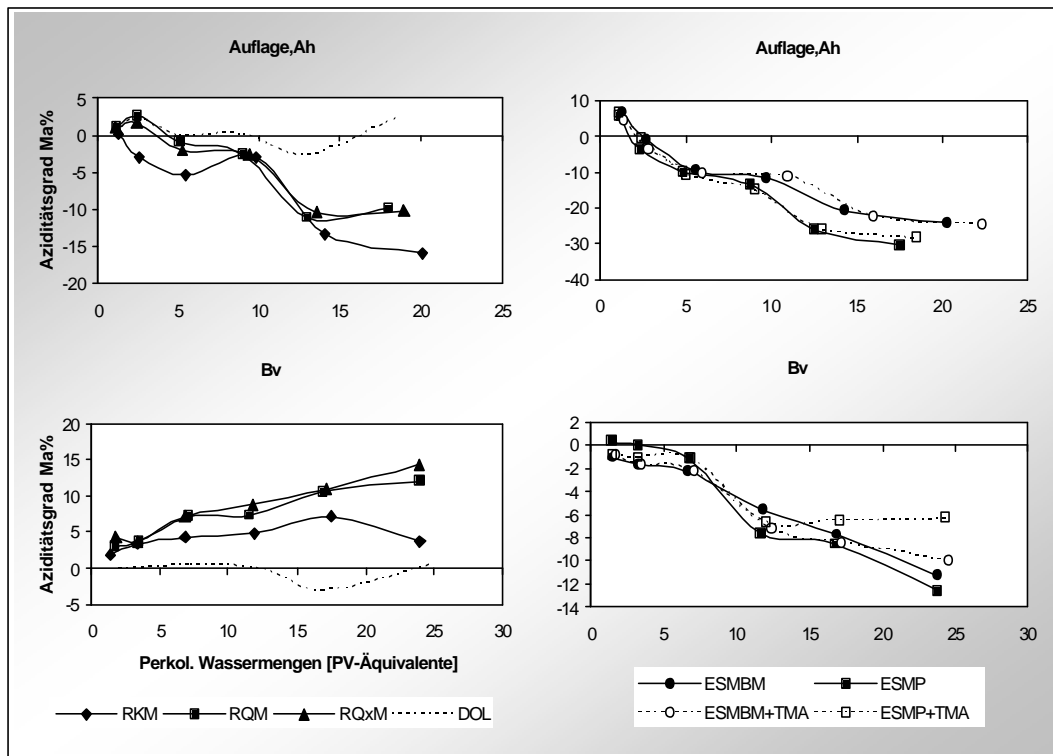 Auflage,Ah
Aziditätsgrad Ma%
5
0
-5
-10
-15
-20
0 5 10 15 20 25
Auflage,Ah
10
0
-10
-20
-30
-40
0 5 10 15 20 25
Bv
Aziditätsgrad Ma%
20
15
10
5
0
-5
0 5 10 15 20 25 30
Perkol. Wassermengen [PV-Äquivalente]
RKM RQM RQxM DOL
Bv
2
0
-2
-4
-6
-8
-10
-12
-14
0 5 10 15 20 25 30
ESMBM ESMP
ESMBM+TMA ESMP+TMA